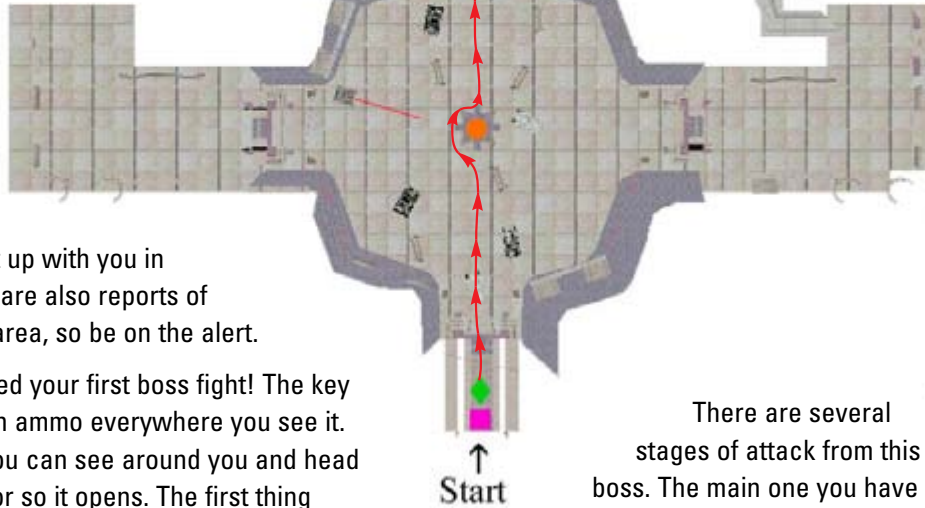 up with you in
are also reports of
area, so be on the alert.
ed your first boss fight! The key
ammo everywhere you see it.
ou can see around you and head
or so it opens. The first thing
Start
There are several
stages of attack from this
boss. The main one you have